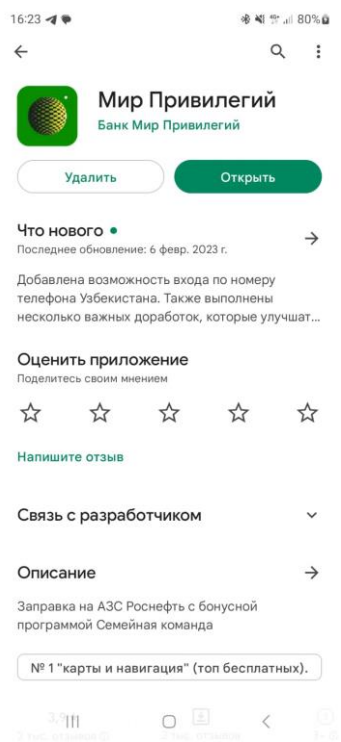 16:23 80%
Мир Привилегий
Банк Мир Привилегий
Удалить Открыть
Что нового
Последнее обновление: 6 февр. 2023 г.
Добавлена возможность входа по номеру
телефона Узбекистана. Также выполнены
несколько важных доработок, которые улучшат...
Оценить приложение
Поделитесь своим мнением
Напишите отзыв
Связь с разработчиком
Описание
Заправка на АЗС Роснефть с бонусной
программой Семейная команда
№ 1 "карты и навигация" (топ бесплатных).